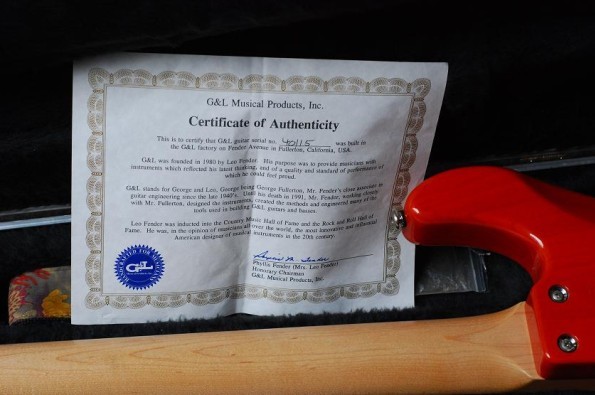 G&L Musical Products, Inc.
Certificate of Authenticity
This is to certify that G&L guitar serial no. 40115 was built in
the G&L factory on Fender Avenue in Fullerton, California, USA.
G&L was founded in 1980 by Leo Fender. His purpose was to provide musicians with
instruments which reflected his latest thinking, and of a quality and standard of performance of
which he could feel proud.
G&L stands for George and Leo, George being George Fullerton, Mr. Fender's close associate in
guitar engineering since the late 1940's. Until his death in 1991, Mr. Fender, working closely
with Mr. Fullerton, designed the instruments, created the methods and engineered many of the
tools used in building G&L guitars and basses.
Leo Fender was inducted into the Country Music Hall of Fame and the Rock and Roll Hall of
Fame. He was, in the opinion of musicians all over the world, the most innovative and influential
American designer of musical instruments in the 20th century.
Phyllis Fender (Mrs. Leo Fender)
Honorary Chairman
G&L Musical Products, Inc.
G&L